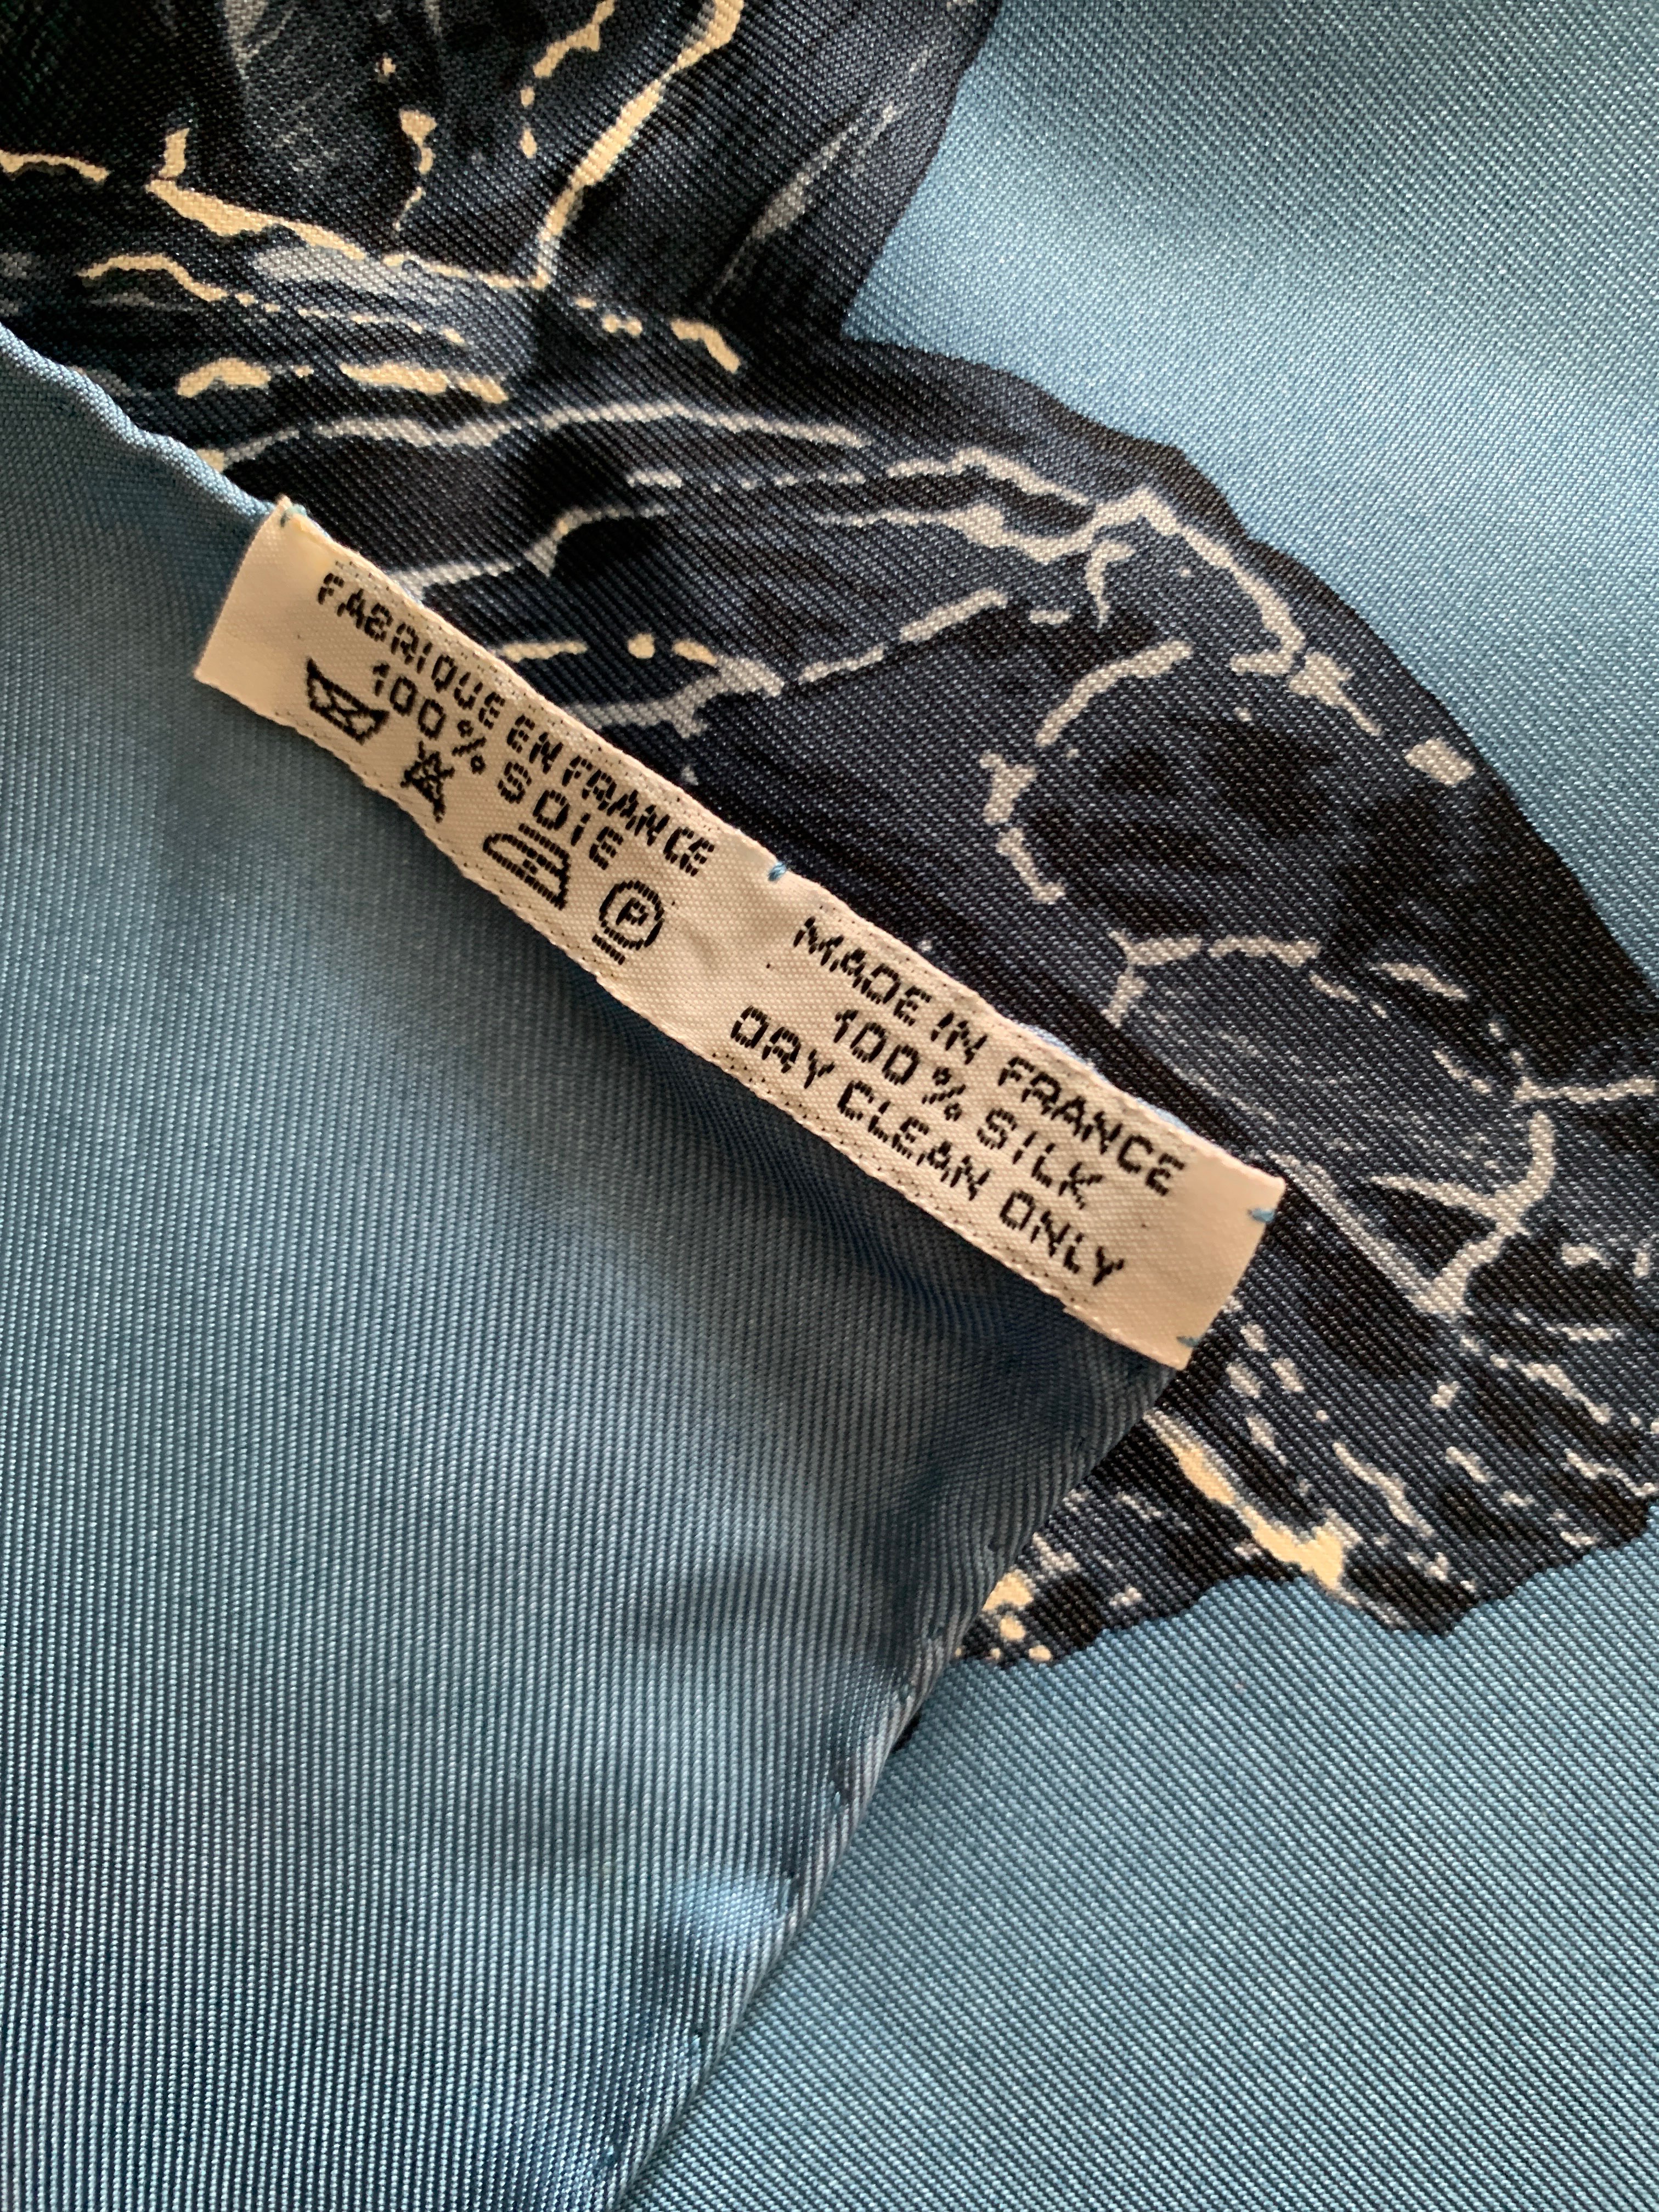 FABRIQUE EN FRANCE
100% SOIE
P
MADE IN FRANCE
100% SILK
DRY CLEAN ONLY